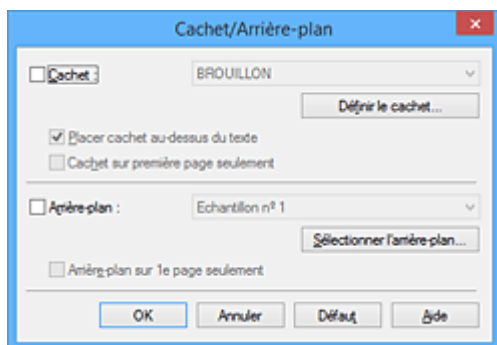 Cachet/Arrière-plan
Cachet :
BROUILLON
Définir le cachet...
Placer cachet au-dessus du texte
Cachet sur première page seulement
Arrière-plan :
Echantillon nº 1
Sélectionner l'arrière-plan...
Arrière-plan sur 1e page seulement
OK
Annuler
Défaut
Aide